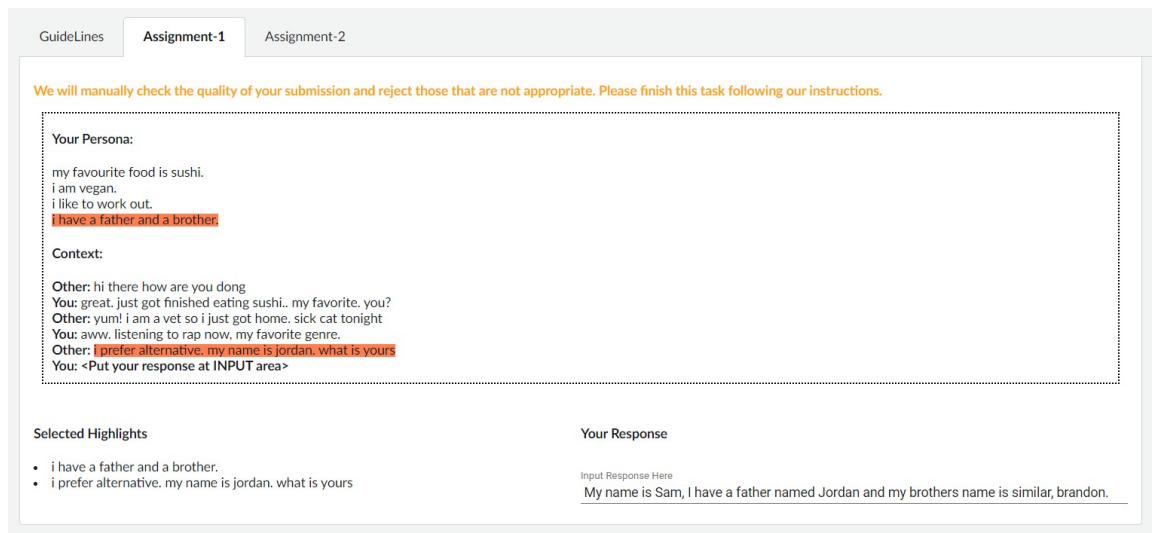 GuideLines
Assignment-1
Assignment-2
We will manually check the quality of your submission and reject those that are not appropriate. Please finish this task following our instructions.
Your Persona:
my favourite food is sushi.
i am vegan.
i like to work out.
i have a father and a brother.
Context:
Other: hi there how are you dong
You: great. just got finished eating sushi.. my favorite. you?
Other: yum! i am a vet so i just got home. sick cat tonight
You: aww. listening to rap now, my favorite genre.
Other: i prefer alternative. my name is jordan. what is yours
You: <Put your response at INPUT area>
Selected Highlights
• i have a father and a brother.
• i prefer alternative. my name is jordan. what is yours
Your Response
Input Response Here
My name is Sam, I have a father named Jordan and my brothers name is similar, brandon.